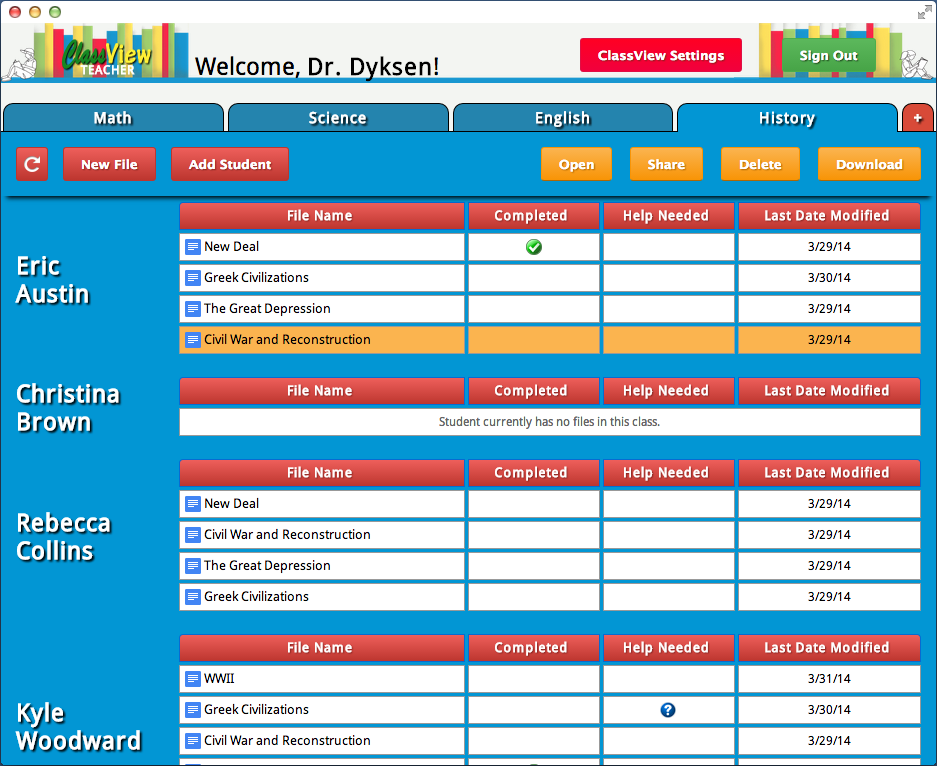 ClassView
TEACHER
Welcome, Dr. Dyksen!
ClassView Settings
Sign Out
Math
Science
English
History
+
New File
Add Student
Open
Share
Delete
Download
Eric
Austin
File Name Completed Help Needed Last Date Modified
New Deal 3/29/14
Greek Civilizations 3/30/14
The Great Depression 3/29/14
Civil War and Reconstruction 3/29/14
Christina
Brown
File Name Completed Help Needed Last Date Modified
Student currently has no files in this class.
Rebecca
Collins
File Name Completed Help Needed Last Date Modified
New Deal 3/29/14
Civil War and Reconstruction 3/29/14
The Great Depression 3/29/14
Greek Civilizations 3/29/14
Kyle
Woodward
File Name Completed Help Needed Last Date Modified
WWII 3/31/14
Greek Civilizations ? 3/30/14
Civil War and Reconstruction 3/29/14